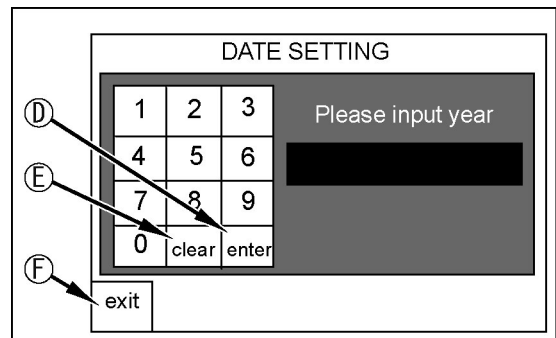 DATE SETTING
Ⓓ
1 2 3
Please input year
4 5 6
Ⓔ
7 8 9
0 clear enter
Ⓕ
exit